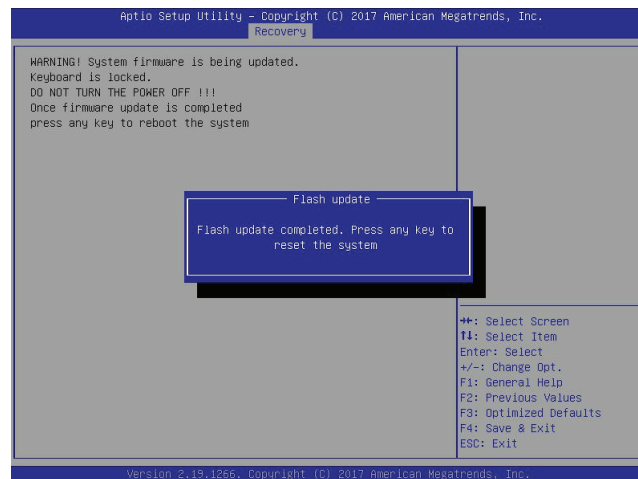 Aptio Setup Utility – Copyright (C) 2017 American Megatrends, Inc.
Recovery
WARNING! System firmware is being updated.
Keyboard is locked.
DO NOT TURN THE POWER OFF !!!
Once firmware update is completed
press any key to reboot the system
Flash update
Flash update completed. Press any key to
reset the system
→←: Select Screen
↑↓: Select Item
Enter: Select
+/-: Change Opt.
F1: General Help
F2: Previous Values
F3: Optimized Defaults
F4: Save & Exit
ESC: Exit
Version 2.19.1266. Copyright (C) 2017 American Megatrends, Inc.